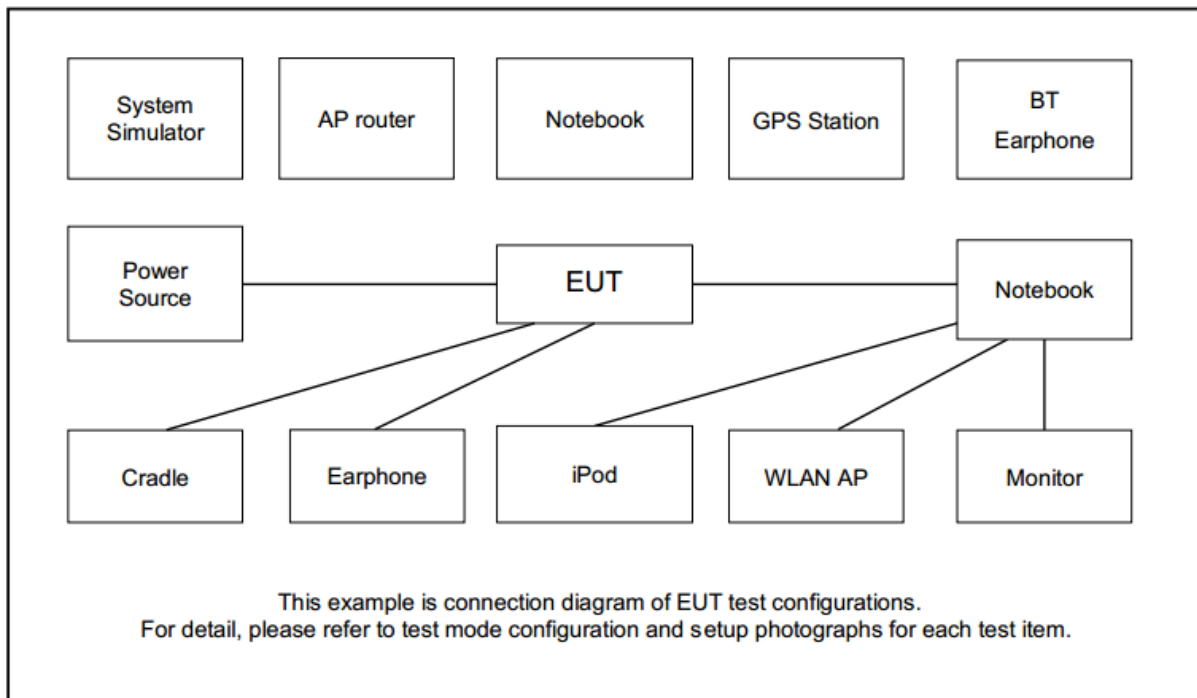 System
Simulator
AP router
Notebook
GPS Station
BT
Earphone
Power
Source
EUT
Notebook
Cradle
Earphone
iPod
WLAN AP
Monitor
This example is connection diagram of EUT test configurations.
For detail, please refer to test mode configuration and setup photographs for each test item.